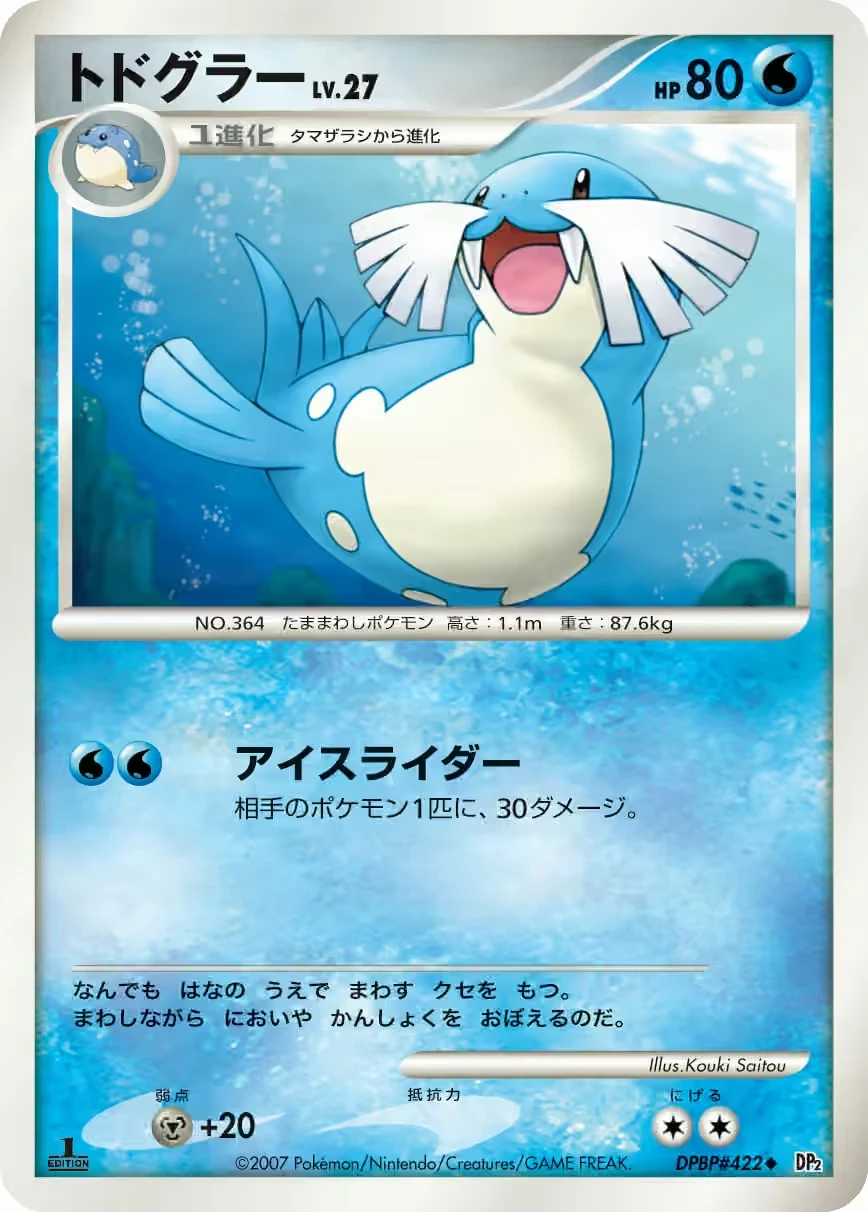 トドグラー LV.27 HP 80
1進化 タマザラシから進化
NO.364 たままわしポケモン 高さ:1.1m 重さ:87.6kg
アイスライダー
相手のポケモン1匹に、30ダメージ。
なんでも はなの うえで まわす クセを もつ。
まわしながら においや かんしょくを おぼえるのだ。
Illus.Kouki Saitou
弱点 抵抗力 にげる
+20
1 EDITION ©2007 Pokémon/Nintendo/Creatures/GAME FREAK. DPBP#422◆ DP2